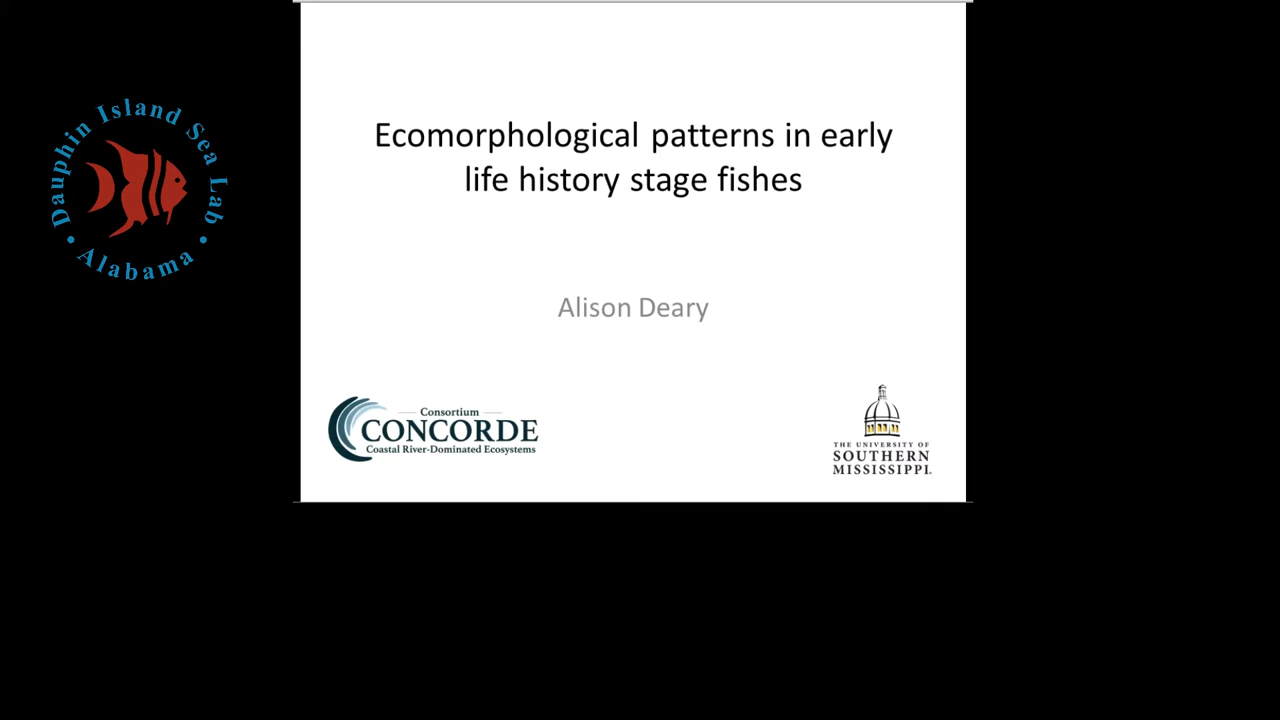 Dauphin Island Sea Lab
• Alabama •
Ecomorphological patterns in early
life history stage fishes
Alison Deary
Consortium
CONCORDE
Coastal River-Dominated Ecosystems
THE UNIVERSITY OF
SOUTHERN
MISSISSIPPI.